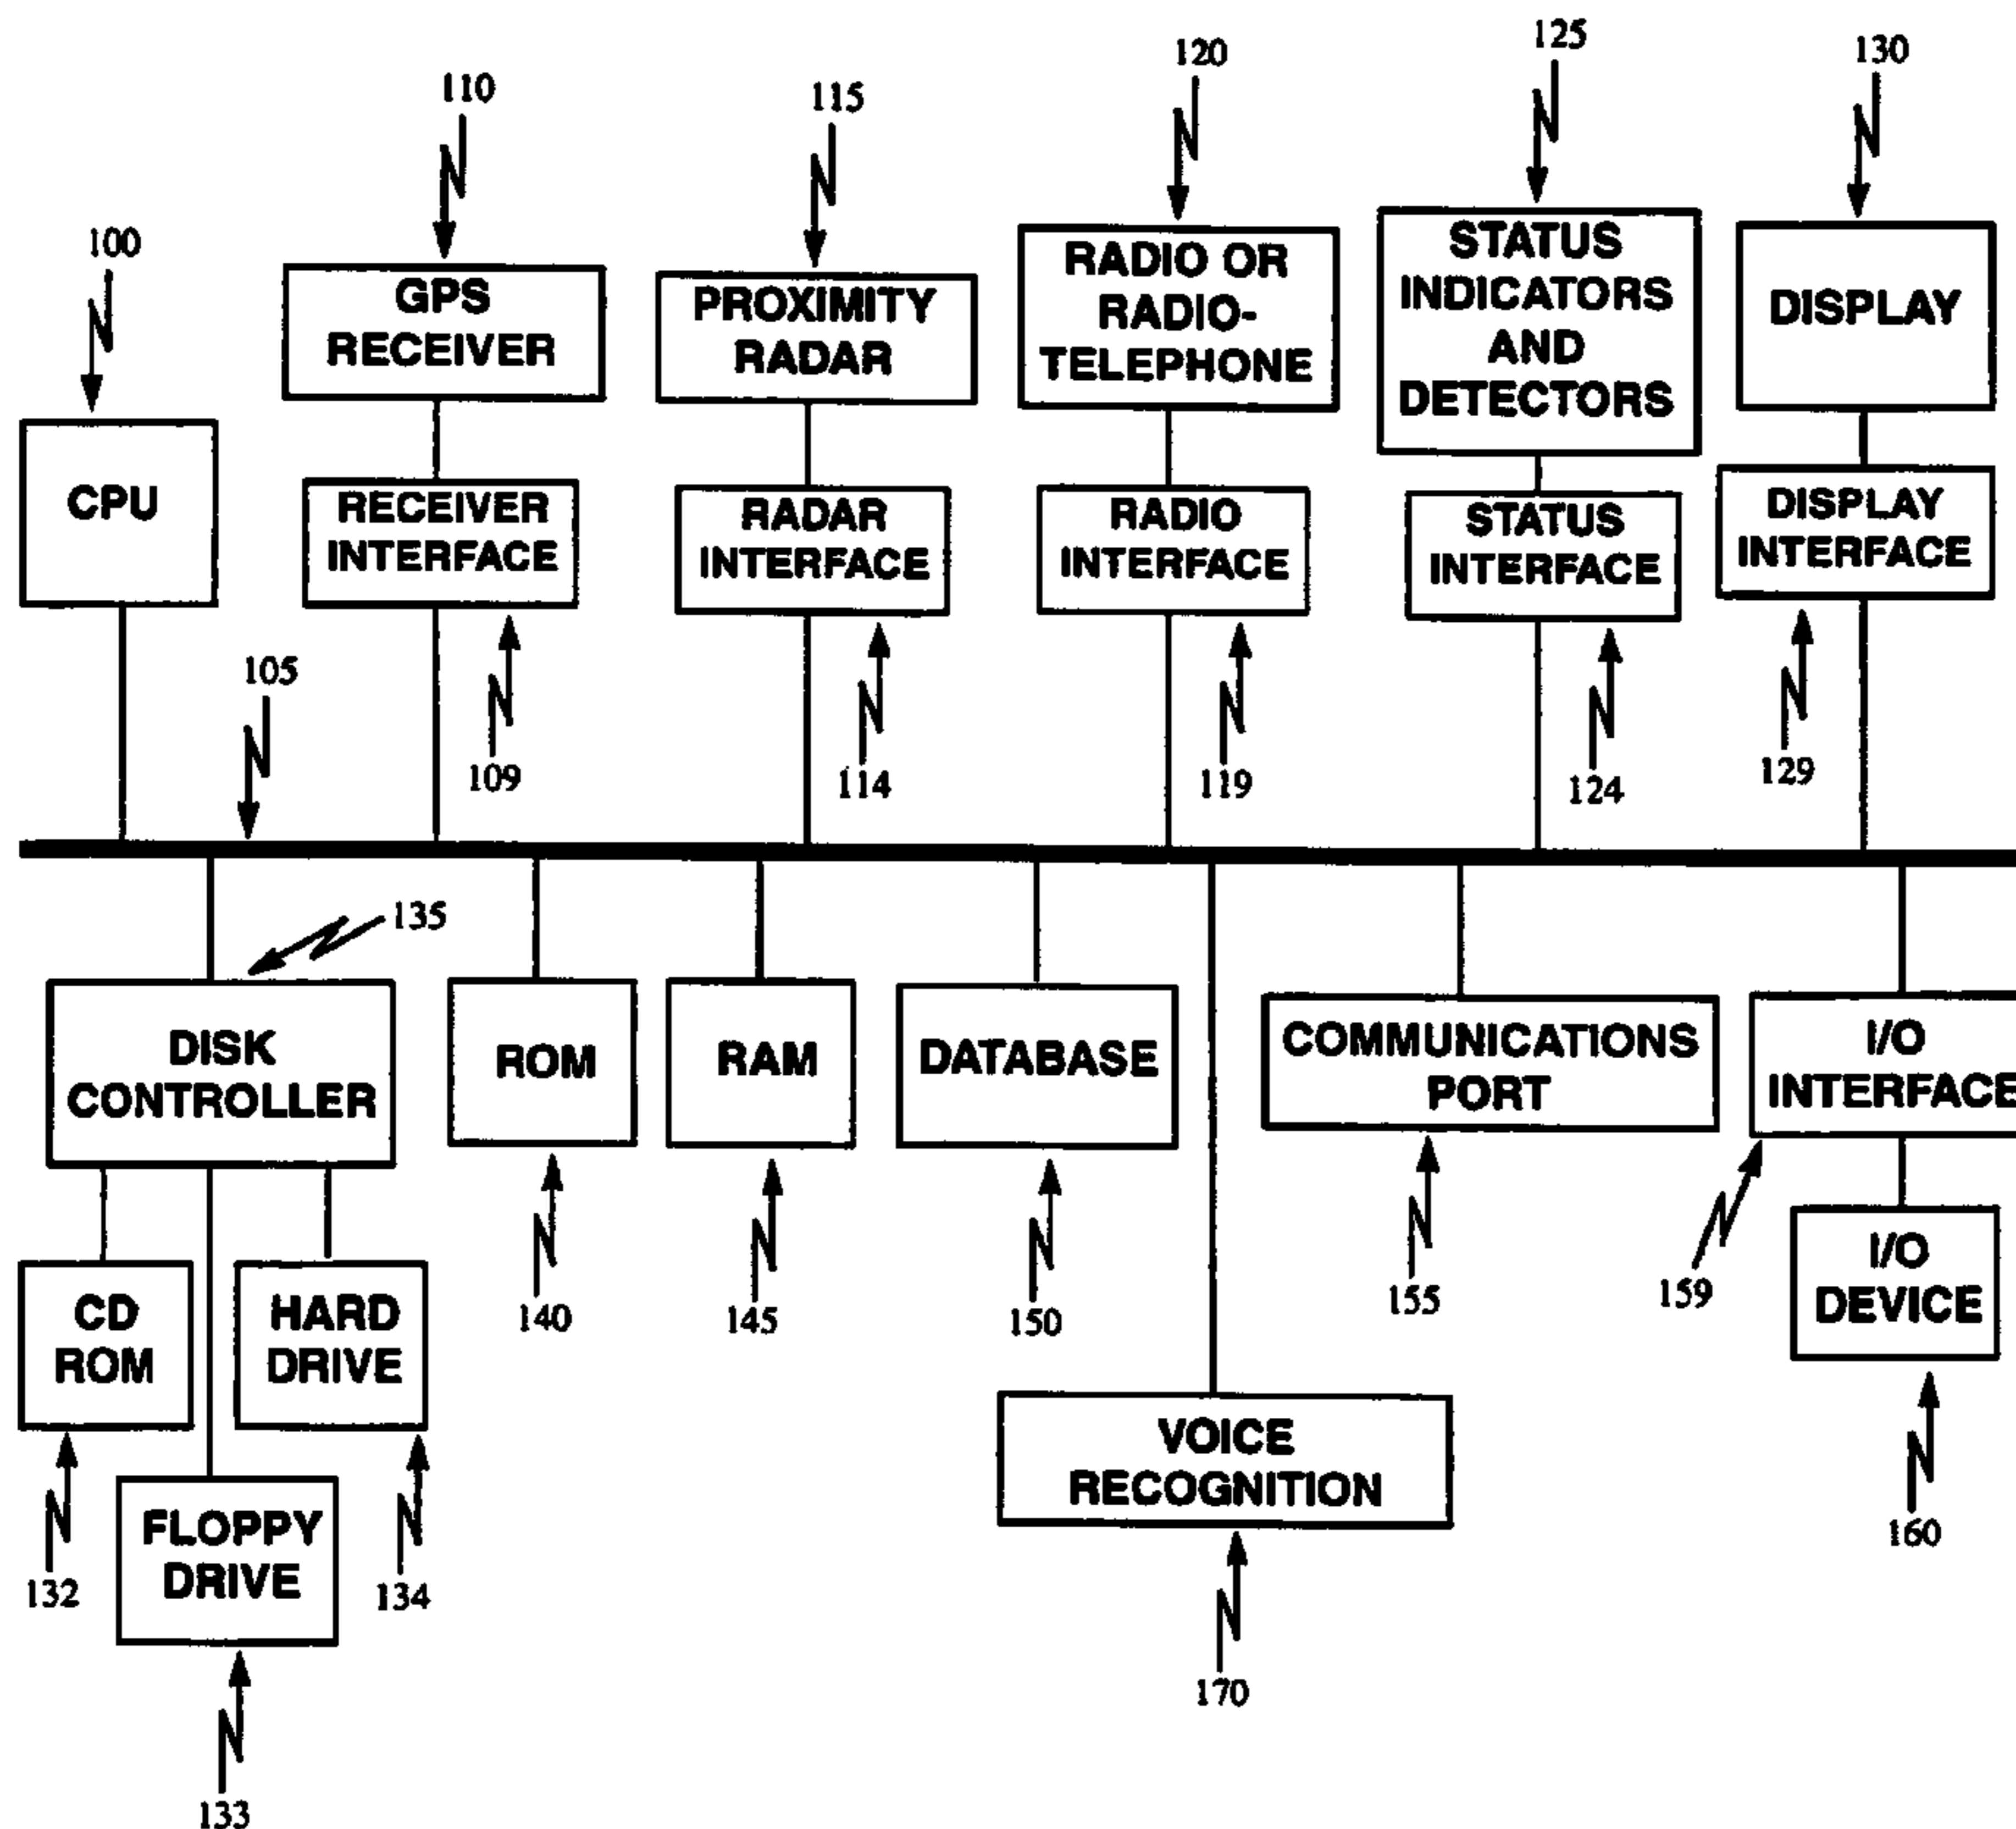 125
130
120
110
115
100
GPS
RECEIVER
PROXIMITY
RADAR
RADIO OR
RADIO-
TELEPHONE
STATUS
INDICATORS
AND
DETECTORS
DISPLAY
CPU
RECEIVER
INTERFACE
RADAR
INTERFACE
RADIO
INTERFACE
STATUS
INTERFACE
DISPLAY
INTERFACE
105
109
114
119
124
129
135
DISK
CONTROLLER
ROM
RAM
DATABASE
COMMUNICATIONS
PORT
I/O
INTERFACE
CD
ROM
HARD
DRIVE
140
145
150
155
159
I/O
DEVICE
VOICE
RECOGNITION
FLOPPY
DRIVE
132
134
160
170
133